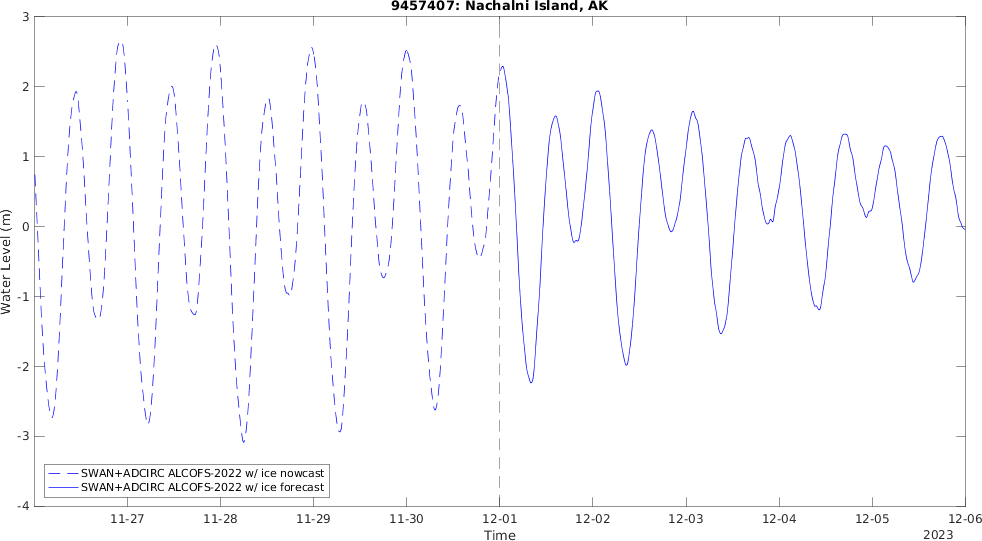 9457407: Nachalni Island, AK
Water Level (m)
3
2
1
0
-1
-2
-3
-4
SWAN+ADCIRC ALCOFS-2022 w/ ice nowcast
SWAN+ADCIRC ALCOFS-2022 w/ ice forecast
11-27 11-28 11-29 11-30 12-01 12-02 12-03 12-04 12-05 12-06
Time
2023